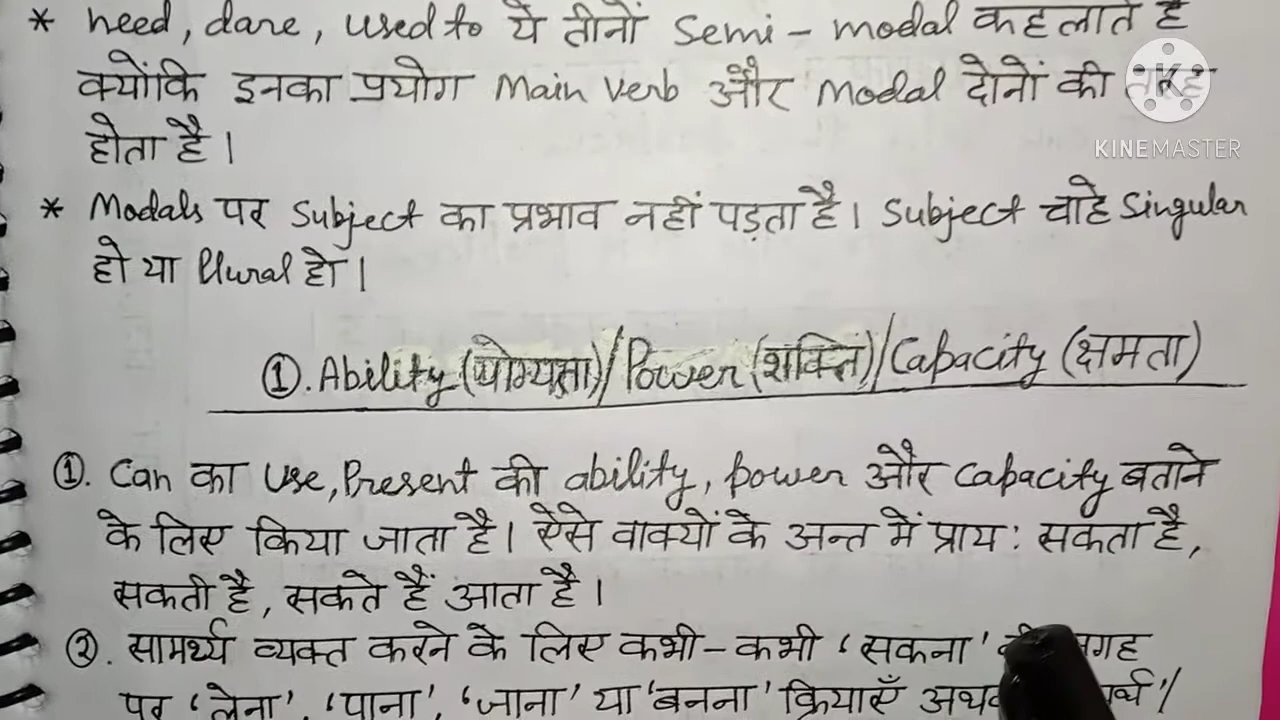 * need, dare, used to ये तीनों Semi-modal कहलाते है
क्योंकि इनका प्रयोग Main verb और Modal दोनों की तरह
होता है।
KINEMASTER
* Modals पर Subject का प्रभाव नहीं पड़ता है। Subject चाहे Singular
हो या Plural हो।
①. Ability (योग्यता)/Power (शक्ति)/Capacity (क्षमता)
①. Can का use, Present की ability, power और Capacity बताने
के लिए किया जाता है। ऐसे वाक्यों के अन्त में प्राय: सकता है,
सकती है, सकते हैं आता है।
②. सामर्थ्य व्यक्त करने के लिए कभी-कभी 'सकना' जगह
पर 'लेना', 'पाना', 'जाना' या 'बनना' क्रियाएँ